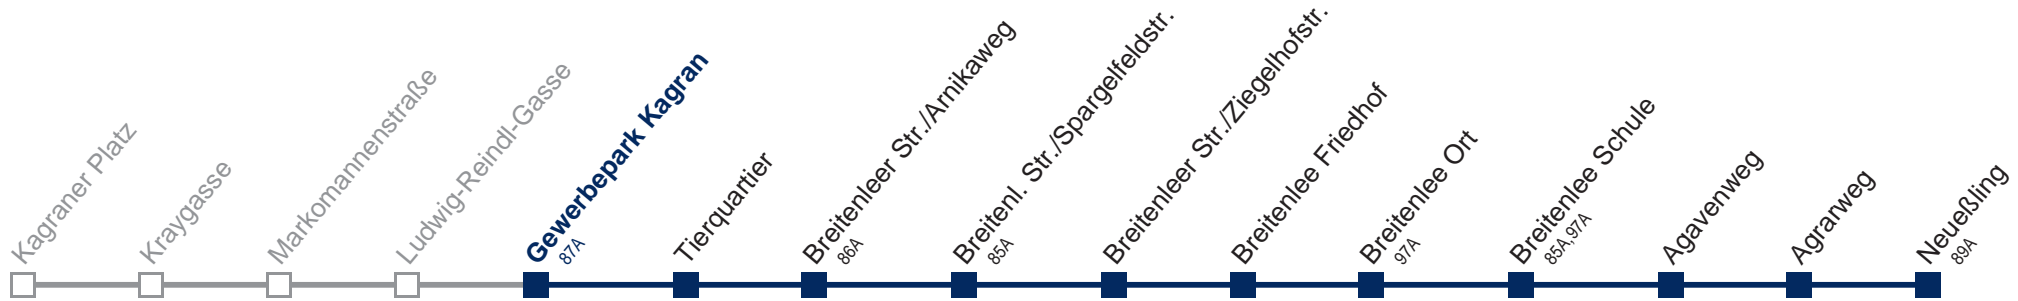 Kagraner Platz
Kraygasse
Markomannenstraße
Ludwig-Reindl-Gasse
Gewerbepark Kagran
87A
Tierquartier
Breitenleer Str./Arnikaweg
86A
Breitenl. Str./Spargelfeldstr.
85A
Breitenleer Str./Ziegelhofstr.
Breitenlee Friedhof
Breitenlee Ort
97A
Breitenlee Schule
85A,97A
Agavenweg
Agrarweg
Neueßling
89A